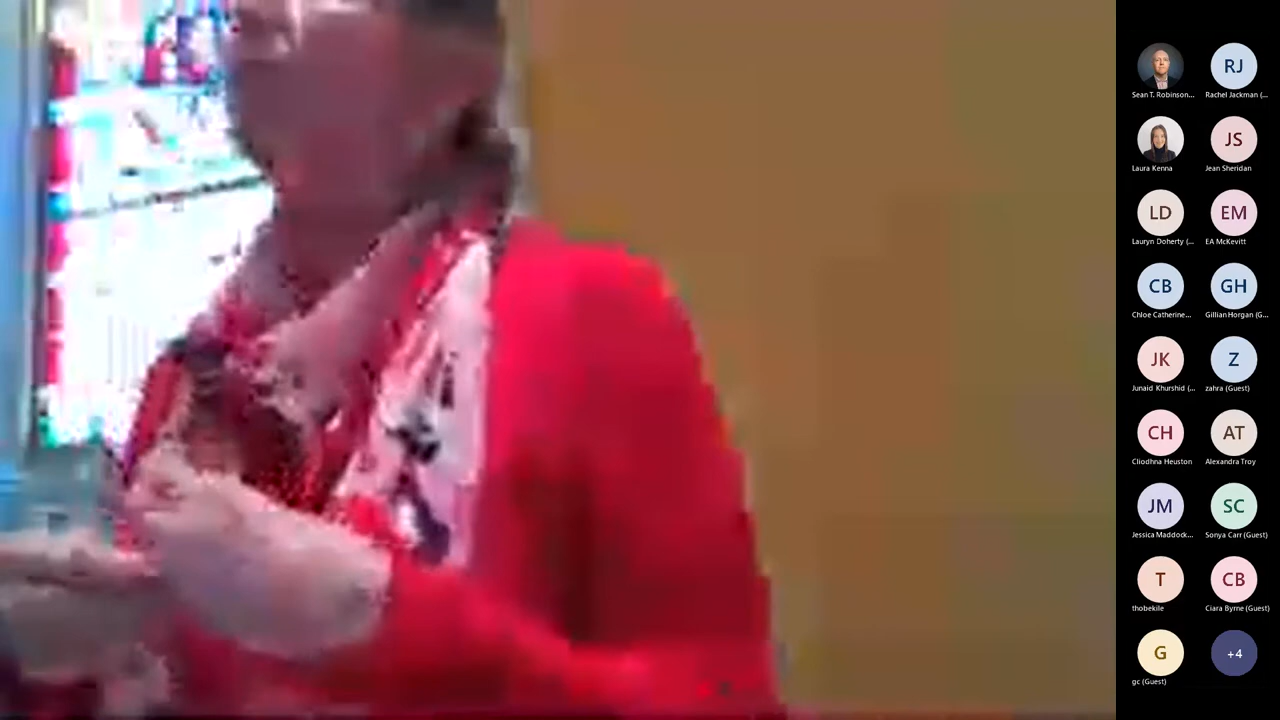 RJ
Sean T. Robinson... Rachel Jackman (...
JS
Laura Kenna Jean Sheridan
LD EM
Lauryn Doherty (... EA McKevitt
CB GH
Chloe Catherine... Gillian Horgan (G...
JK Z
Junaid Khurshid (... zahra (Guest)
CH AT
Cliodhna Heuston Alexandra Troy
JM SC
Jessica Maddock... Sonya Carr (Guest)
T CB
thobekile Ciara Byrne (Guest)
G +4
gc (Guest)